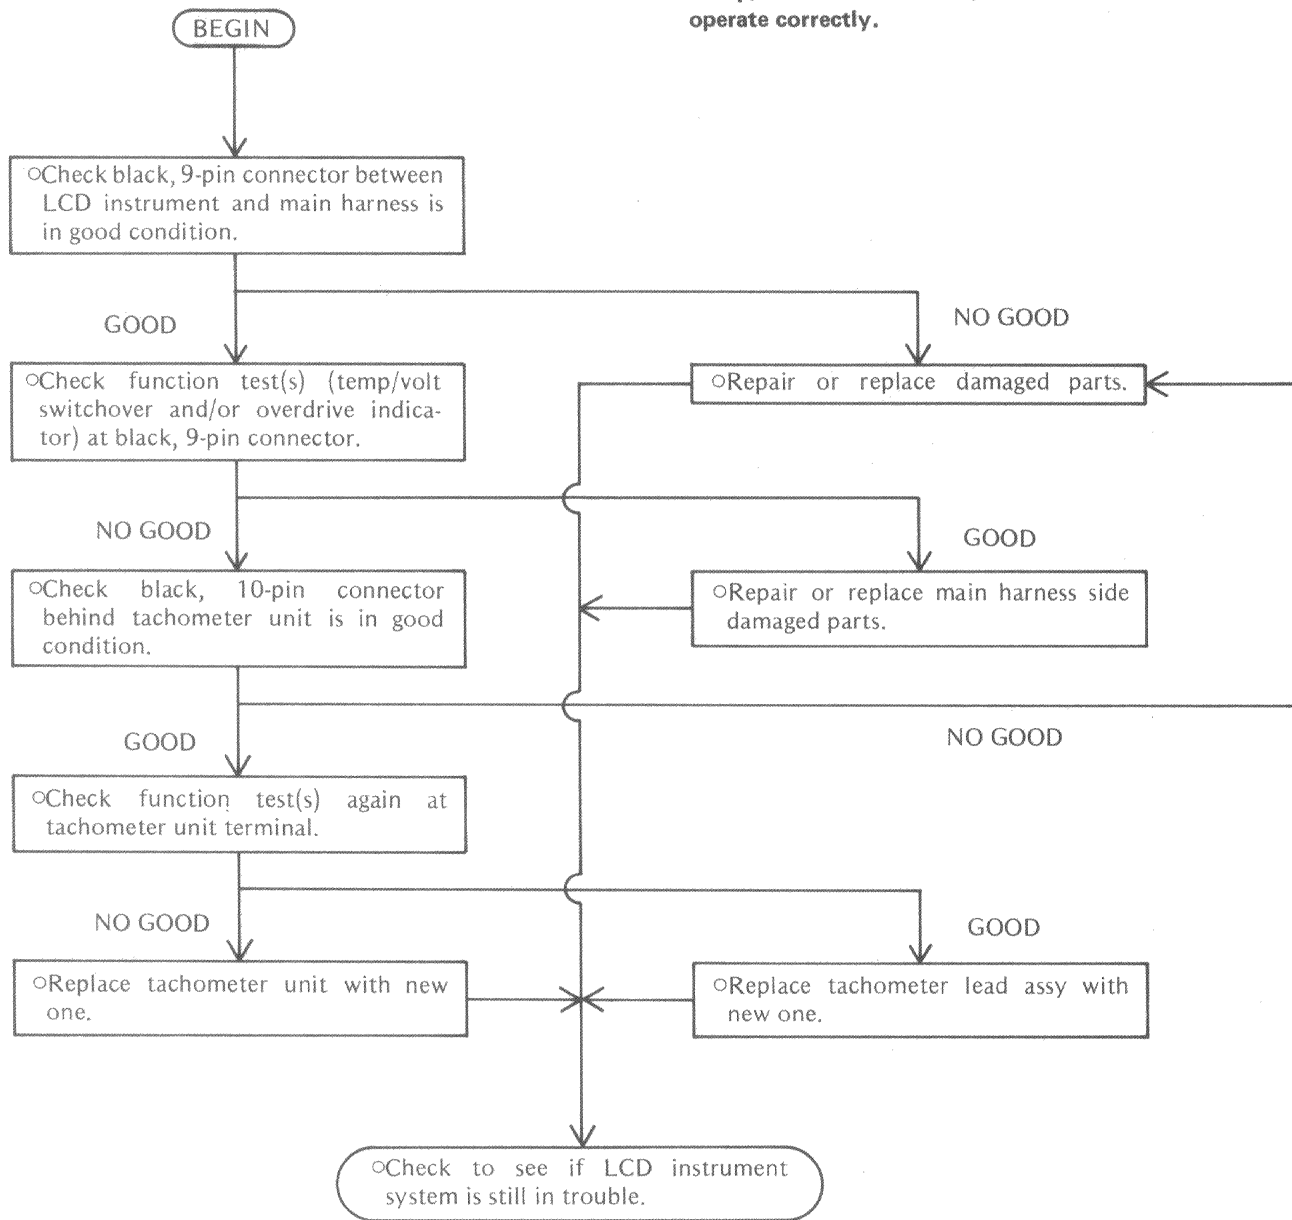 operate correctly.
BEGIN
○Check black, 9-pin connector between
LCD instrument and main harness is
in good condition.
GOOD
NO GOOD
○Check function test(s) (temp/volt
switchover and/or overdrive indica-
tor) at black, 9-pin connector.
○Repair or replace damaged parts.
NO GOOD
GOOD
○Check black, 10-pin connector
behind tachometer unit is in good
condition.
○Repair or replace main harness side
damaged parts.
GOOD
NO GOOD
○Check function test(s) again at
tachometer unit terminal.
NO GOOD
GOOD
○Replace tachometer unit with new
one.
○Replace tachometer lead assy with
new one.
○Check to see if LCD instrument
system is still in trouble.